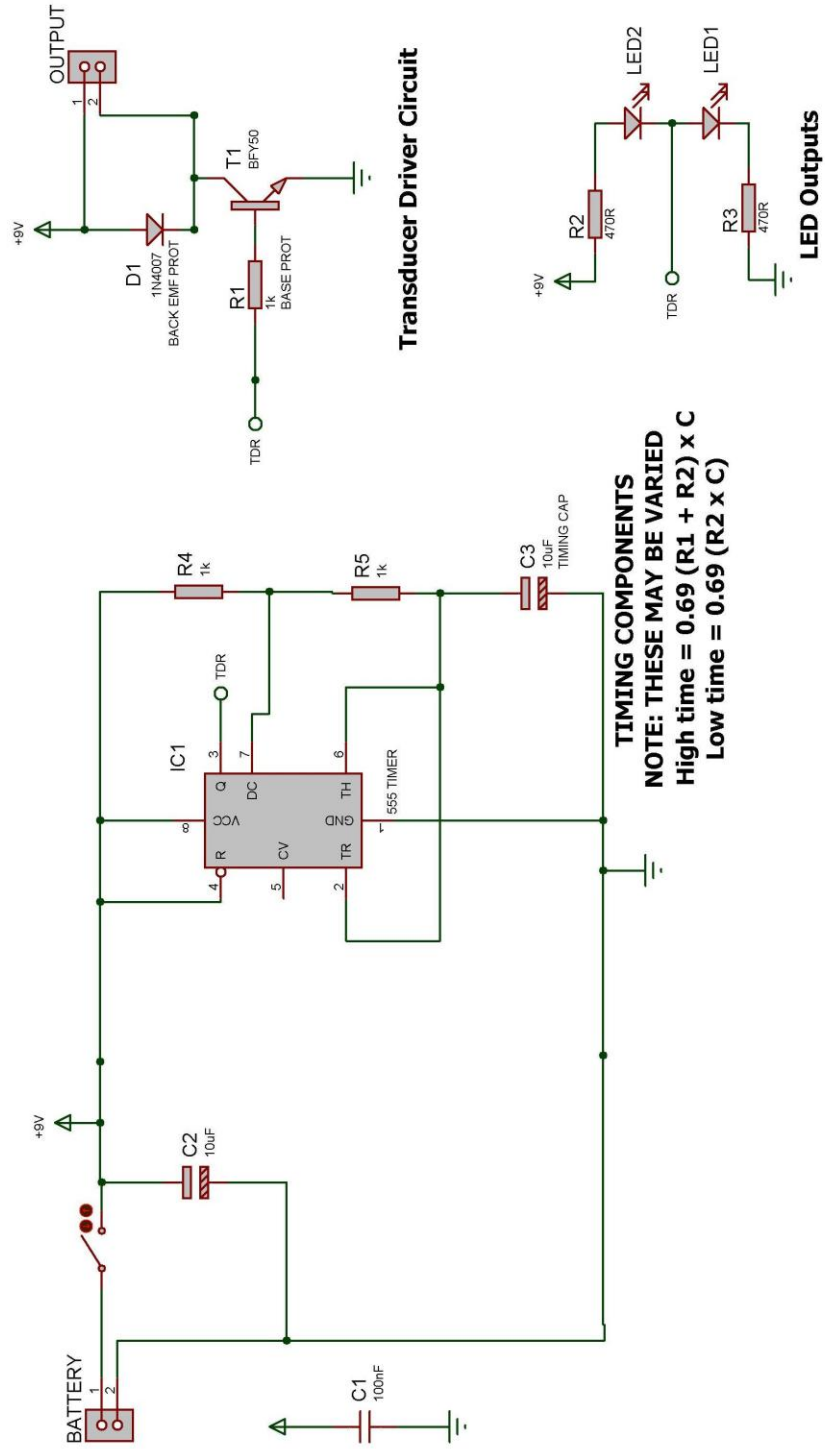 BATTERY
1
2
C1
100nF
+9V
C2
10uF
IC1
4
R
8
VCC
3
Q
TDR
7
DC
5
CV
2
TR
GND
1
TH
6
555 TIMER
R4
1k
R5
1k
C3
10uF
TIMING CAP
TIMING COMPONENTS
NOTE: THESE MAY BE VARIED
High time = 0.69 (R1 + R2) x C
Low time = 0.69 (R2 x C)
+9V
D1
1N4007
BACK EMF PROT
OUTPUT
1
2
T1
BFY50
R1
1k
BASE PROT
TDR
Transducer Driver Circuit
+9V
R2
470R
LED2
TDR
LED1
R3
470R
LED Outputs